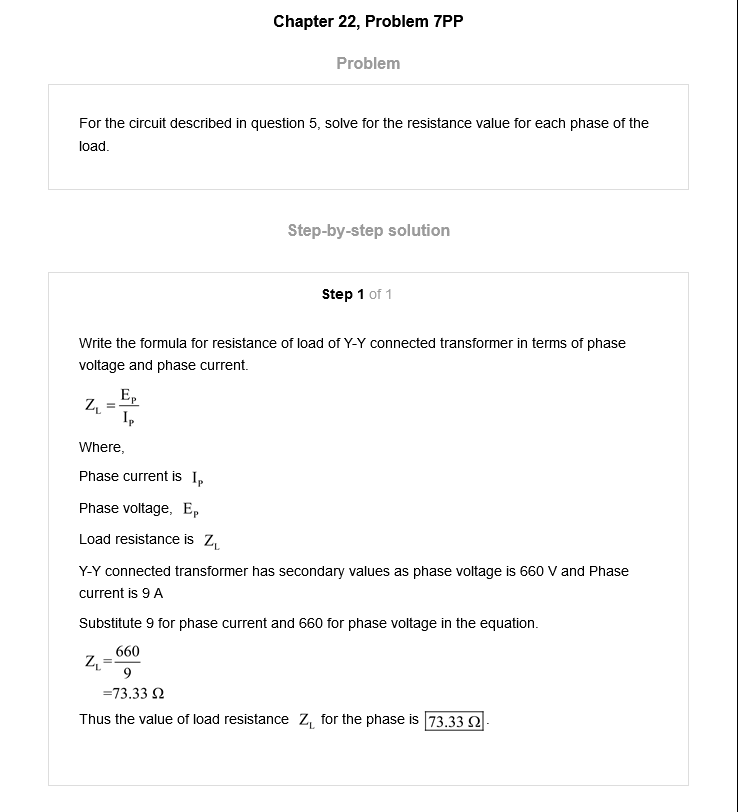 Chapter 22, Problem 7PP
Problem
For the circuit described in question 5, solve for the resistance value for each phase of the
load.
Step-by-step solution
Step 1 of 1
Write the formula for resistance of load of Y-Y connected transformer in terms of phase
voltage and phase current.
Z_L = E_P / I_P
Where,
Phase current is I_P
Phase voltage, E_P
Load resistance is Z_L
Y-Y connected transformer has secondary values as phase voltage is 660 V and Phase
current is 9 A
Substitute 9 for phase current and 660 for phase voltage in the equation.
Z_L = 660 / 9
=73.33 Ω
Thus the value of load resistance Z_L for the phase is 73.33 Ω.